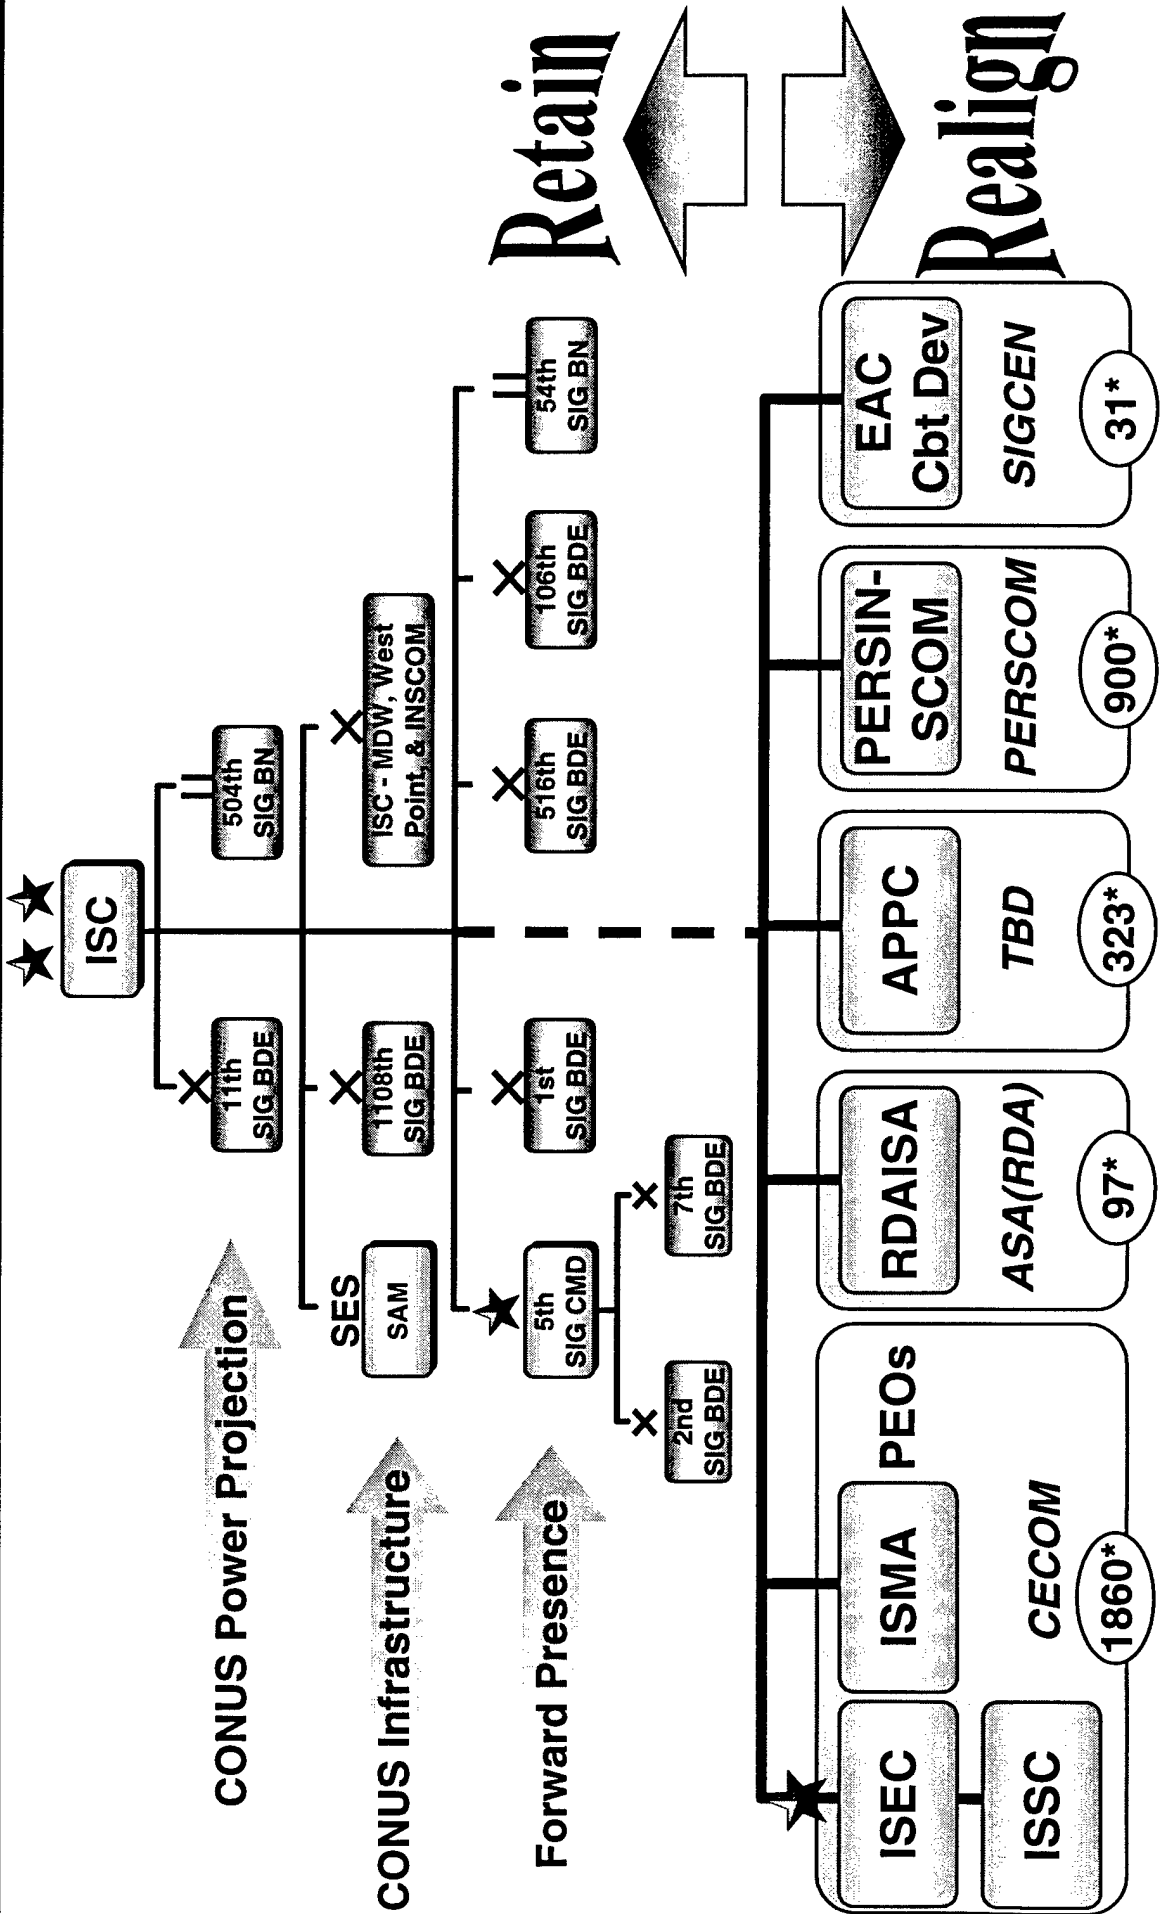 ISC
CONUS Power Projection
11th
SIG BDE
504th
SIG BN
CONUS Infrastructure
SES
SAM
1108th
SIG BDE
ISC - MDW, West
Point, & INSCOM
Forward Presence
5th
SIG CMD
1st
SIG BDE
516th
SIG BDE
106th
SIG BDE
54th
SIG BN
2nd
SIG BDE
7th
SIG BDE
Retain
Realign
ISEC
ISSC
ISMA
PEOs
CECOM
1860*
RDAISA
ASA(RDA)
97*
APPC
TBD
323*
PERSIN-
SCOM
PERSCOM
900*
EAC
Cbt Dev
SIGCEN
31*